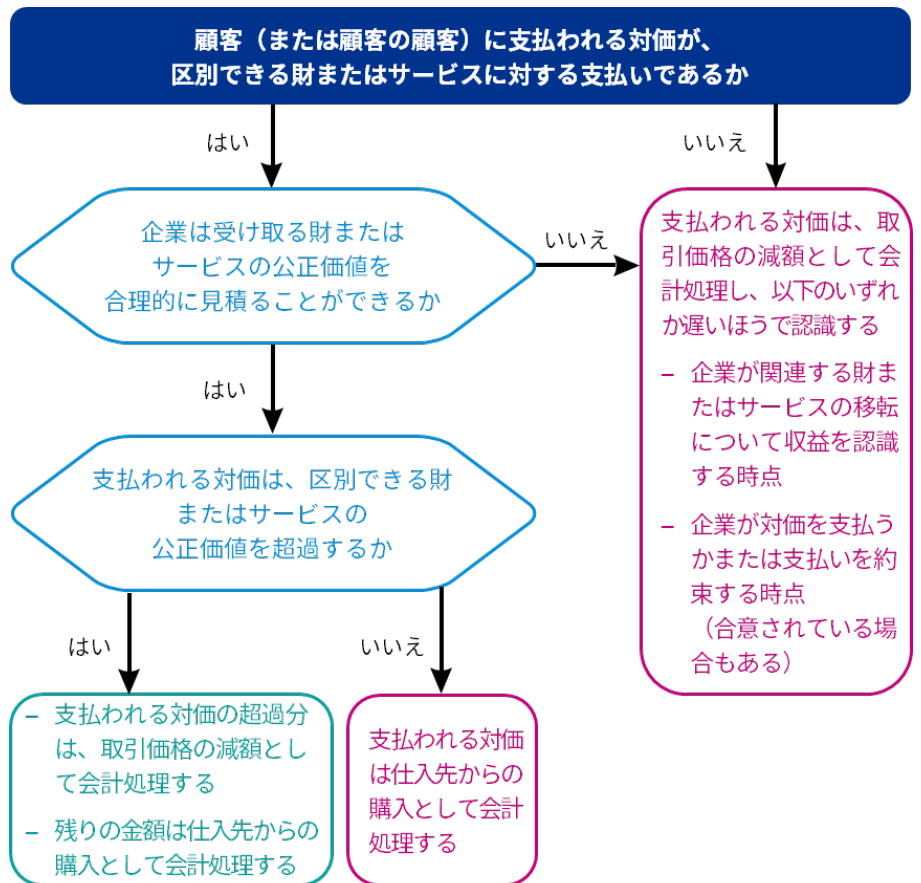 顧客（または顧客の顧客）に支払われる対価が、
区別できる財またはサービスに対する支払いであるか
はい
いいえ
企業は受け取る財または
サービスの公正価値を
合理的に見積ることができるか
いいえ
支払われる対価は、取
引価格の減額として会
計処理し、以下のいずれ
か遅いほうで認識する
– 企業が関連する財ま
たはサービスの移転
について収益を認識
する時点
– 企業が対価を支払う
かまたは支払いを約
束する時点
（合意されている場
合もある）
はい
支払われる対価は、区別できる財
またはサービスの
公正価値を超過するか
はい
いいえ
– 支払われる対価の超過分
は、取引価格の減額とし
て会計処理する
– 残りの金額は仕入先からの
購入として会計処理する
支払われる対価
は仕入先からの
購入として会計
処理する